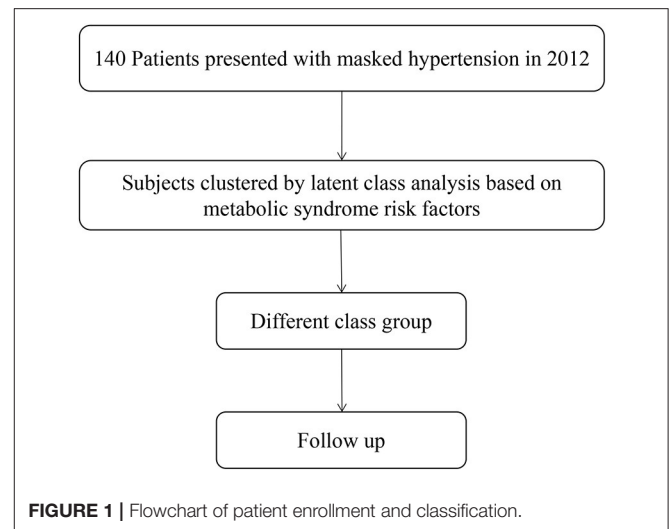 140 Patients presented with masked hypertension in 2012
Subjects clustered by latent class analysis based on
metabolic syndrome risk factors
Different class group
Follow up
FIGURE 1 | Flowchart of patient enrollment and classification.